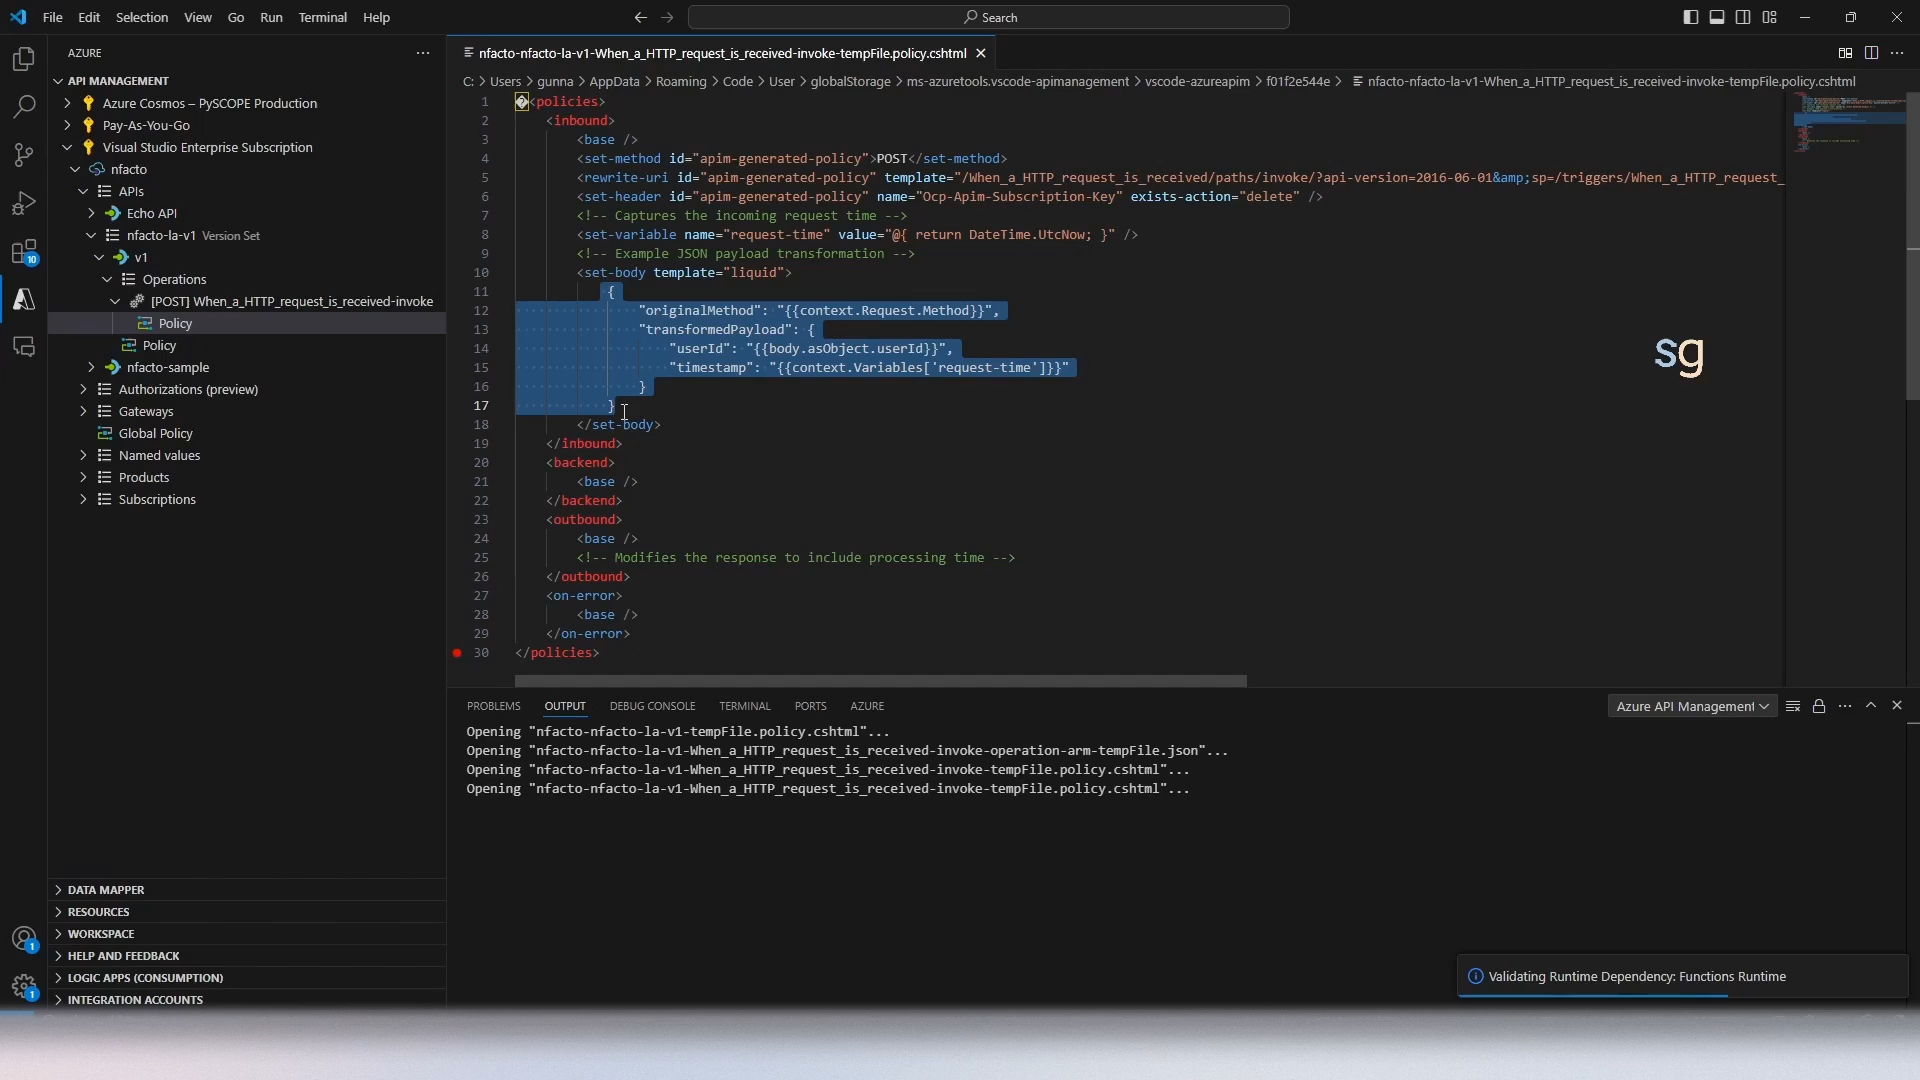 File Edit Selection View Go Run Terminal Help
Search
AZURE
API MANAGEMENT
Azure Cosmos – PySCOPE Production
Pay-As-You-Go
Visual Studio Enterprise Subscription
nfacto
APIs
Echo API
nfacto-la-v1 Version Set
v1
Operations
[POST] When_a_HTTP_request_is_received-invoke
Policy
Policy
nfacto-sample
Authorizations (preview)
Gateways
Global Policy
Named values
Products
Subscriptions
DATA MAPPER
RESOURCES
WORKSPACE
HELP AND FEEDBACK
LOGIC APPS (CONSUMPTION)
INTEGRATION ACCOUNTS
10
1
1
nfacto-nfacto-la-v1-When_a_HTTP_request_is_received-invoke-tempFile.policy.cshtml
C: > Users > gunna > AppData > Roaming > Code > User > globalStorage > ms-azuretools.vscode-apimanagement > vscode-azureapim > f01f2e544e > nfacto-nfacto-la-v1-When_a_HTTP_request_is_received-invoke-tempFile.policy.cshtml
1 �<policies>
2 <inbound>
3 <base />
4 <set-method id="apim-generated-policy">POST</set-method>
5 <rewrite-uri id="apim-generated-policy" template="/When_a_HTTP_request_is_received/paths/invoke/?api-version=2016-06-01&amp;sp=/triggers/When_a_HTTP_request_
6 <set-header id="apim-generated-policy" name="Ocp-Apim-Subscription-Key" exists-action="delete" />
7 <!-- Captures the incoming request time -->
8 <set-variable name="request-time" value="@{ return DateTime.UtcNow; }" />
9 <!-- Example JSON payload transformation -->
10 <set-body template="liquid">
11 {
12 "originalMethod": "{{context.Request.Method}}",
13 "transformedPayload": {
14 "userId": "{{body.asObject.userId}}",
15 "timestamp": "{{context.Variables['request-time']}}"
16 }
17 }
18 </set-body>
19 </inbound>
20 <backend>
21 <base />
22 </backend>
23 <outbound>
24 <base />
25 <!-- Modifies the response to include processing time -->
26 </outbound>
27 <on-error>
28 <base />
29 </on-error>
30 </policies>
sg
PROBLEMS OUTPUT DEBUG CONSOLE TERMINAL PORTS AZURE
Azure API Management
Opening "nfacto-nfacto-la-v1-tempFile.policy.cshtml"...
Opening "nfacto-nfacto-la-v1-When_a_HTTP_request_is_received-invoke-operation-arm-tempFile.json"...
Opening "nfacto-nfacto-la-v1-When_a_HTTP_request_is_received-invoke-tempFile.policy.cshtml"...
Opening "nfacto-nfacto-la-v1-When_a_HTTP_request_is_received-invoke-tempFile.policy.cshtml"...
Validating Runtime Dependency: Functions Runtime